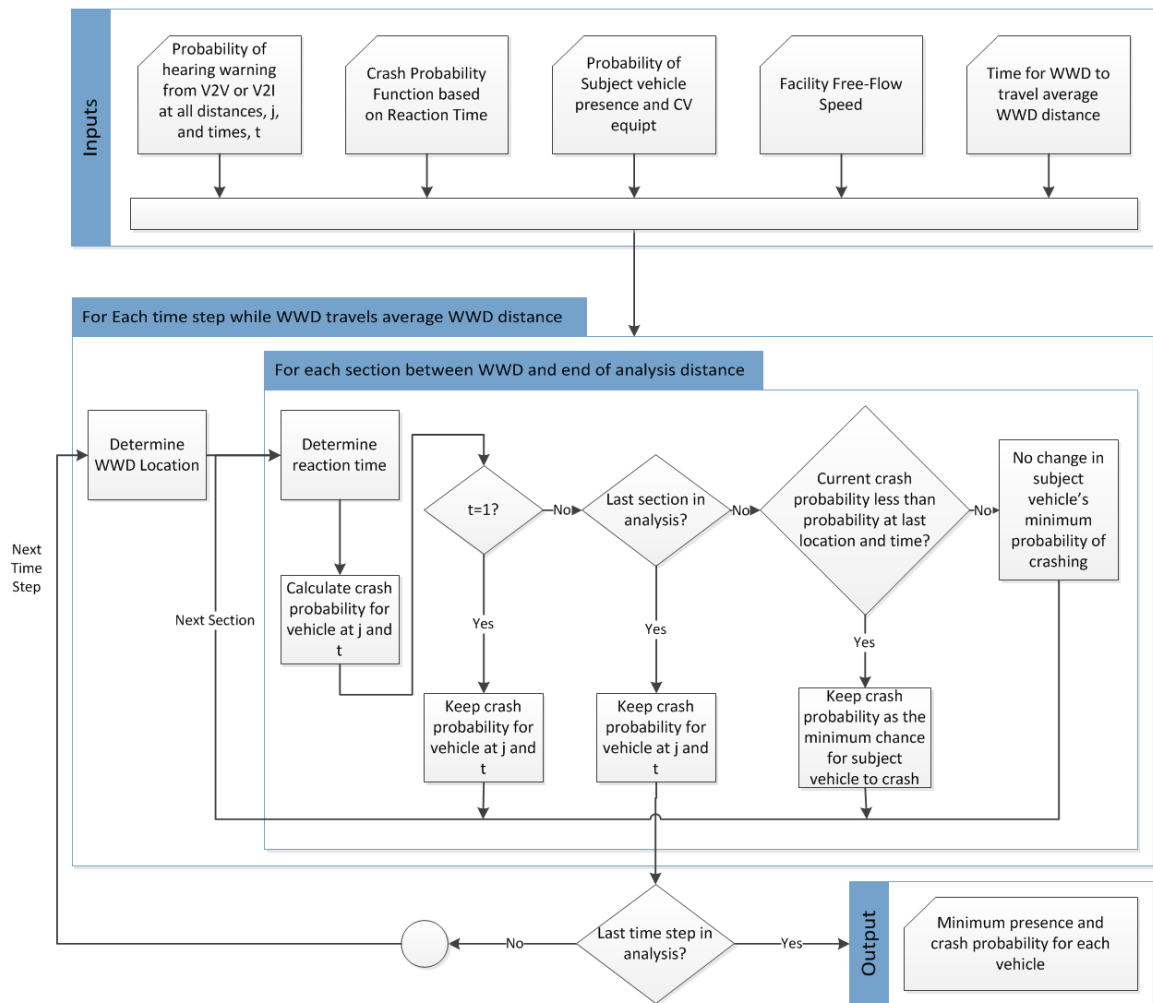 Inputs
Probability of
hearing warning
from V2V or V2I
at all distances, j,
and times, t
Crash Probability
Function based
on Reaction Time
Probability of
Subject vehicle
presence and CV
equipt
Facility Free-Flow
Speed
Time for WWD to
travel average
WWD distance
For Each time step while WWD travels average WWD distance
For each section between WWD and end of analysis distance
Determine
WWD Location
Determine
reaction time
t=1?
No
Last section in
analysis?
No
Current crash
probability less than
probability at last
location and time?
No
No change in
subject
vehicle’s
minimum
probability of
crashing
Next
Time
Step
Next Section
Calculate crash
probability for
vehicle at j and
t
Yes
Yes
Yes
Keep crash
probability for
vehicle at j and
t
Keep crash
probability for
vehicle at j and
t
Keep crash
probability as the
minimum chance
for subject
vehicle to crash
No
Last time step in
analysis?
Yes
Output
Minimum presence and
crash probability for each
vehicle